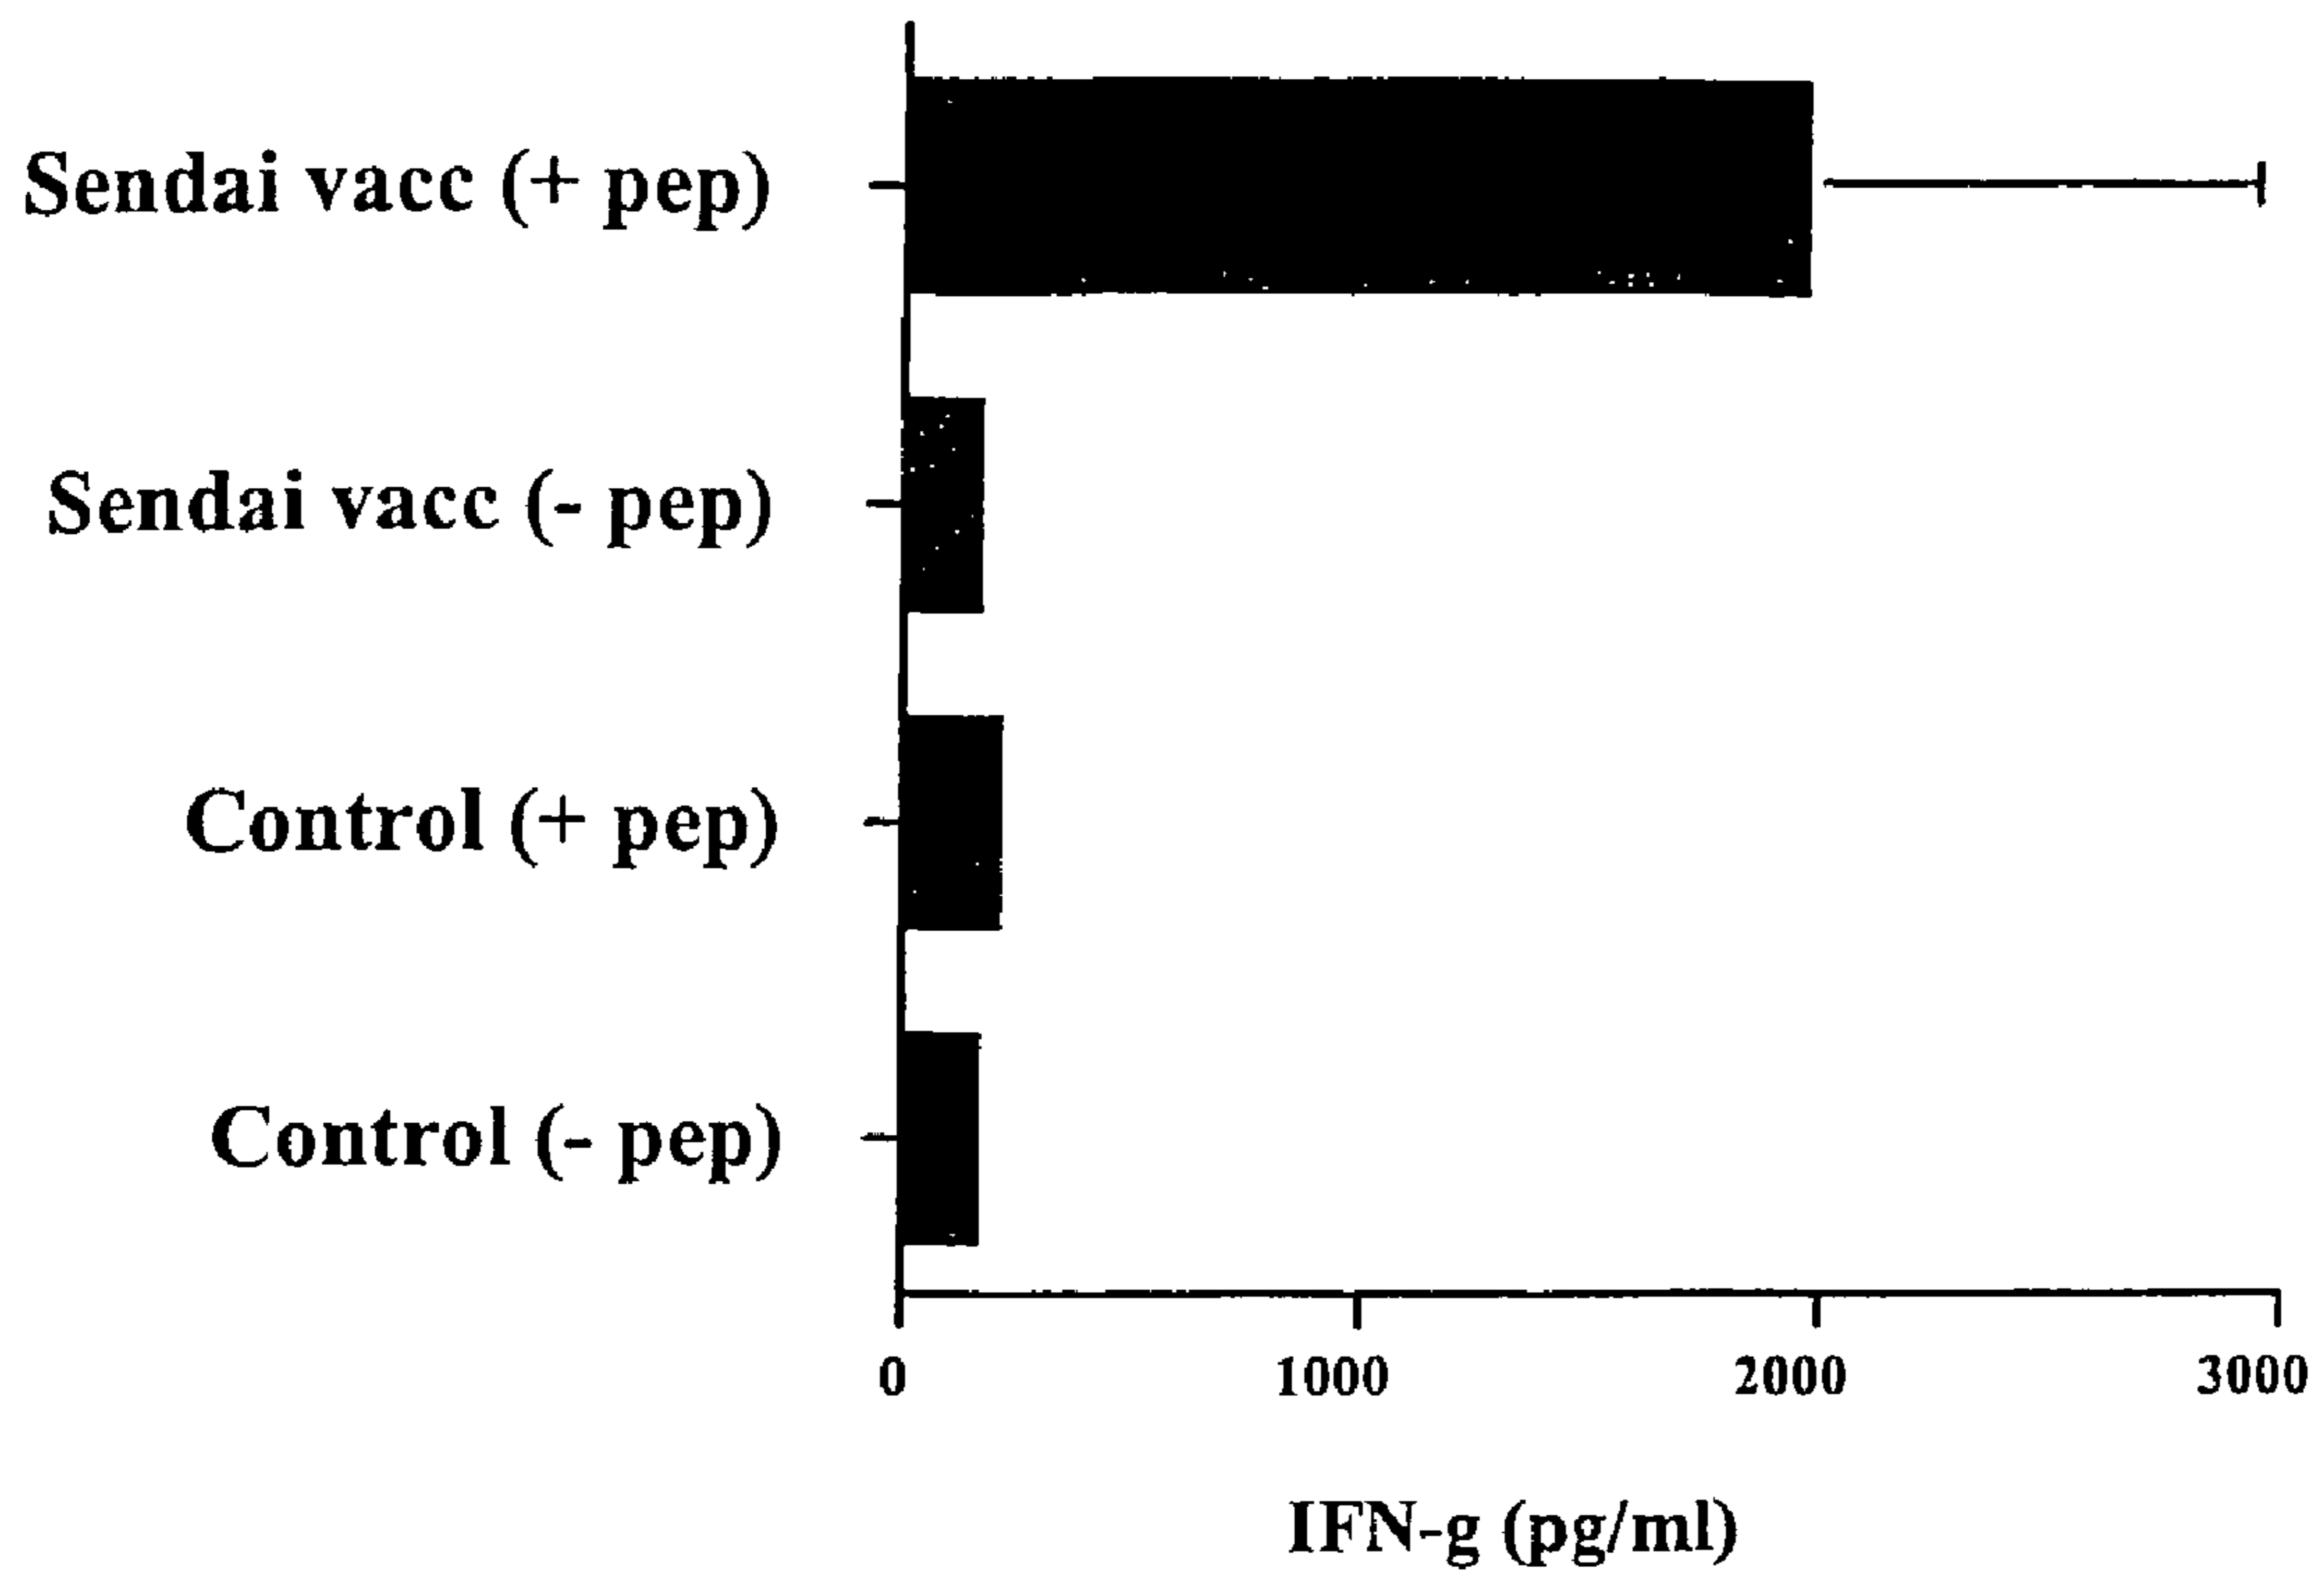 Sendai vacc (+ pep)
Sendai vacc (- pep)
Control (+ pep)
Control (- pep)
0 1000 2000 3000
IFN-g (pg/ml)